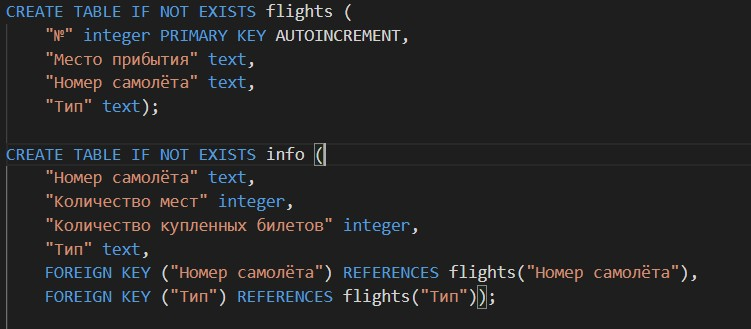 CREATE TABLE IF NOT EXISTS flights (
"№" integer PRIMARY KEY AUTOINCREMENT,
"Место прибытия" text,
"Номер самолёта" text,
"Тип" text);
CREATE TABLE IF NOT EXISTS info (
"Номер самолёта" text,
"Количество мест" integer,
"Количество купленных билетов" integer,
"Тип" text,
FOREIGN KEY ("Номер самолёта") REFERENCES flights("Номер самолёта"),
FOREIGN KEY ("Тип") REFERENCES flights("Тип"));